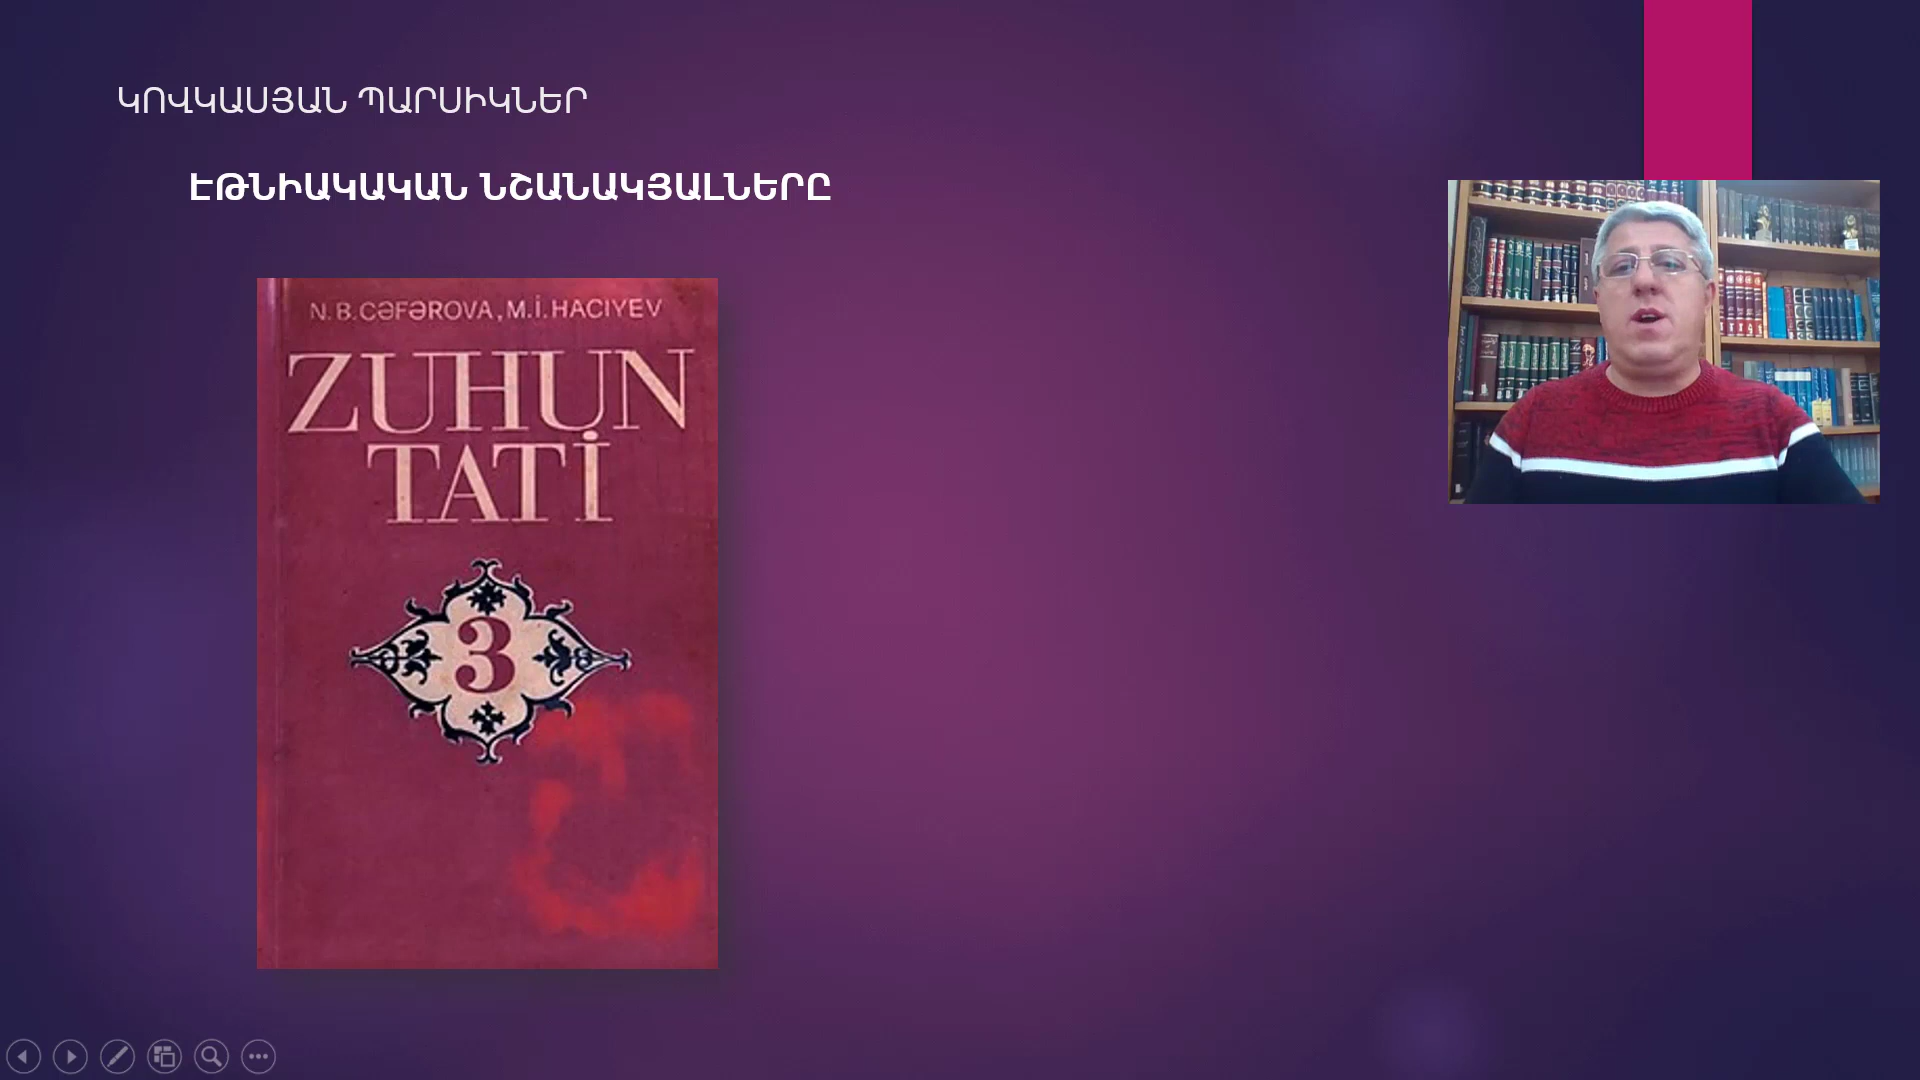 ԿՈՎԿԱՍՅԱՆ ՊԱՐՍԻԿՆԵՐ
ԷԹՆԻԱԿԱԿԱՆ ՆՇԱՆԱԿՅԱԼՆԵՐԸ
N.B.CƏFƏROVA, M.İ.HACIYEV
ZUHUN
TATİ
3